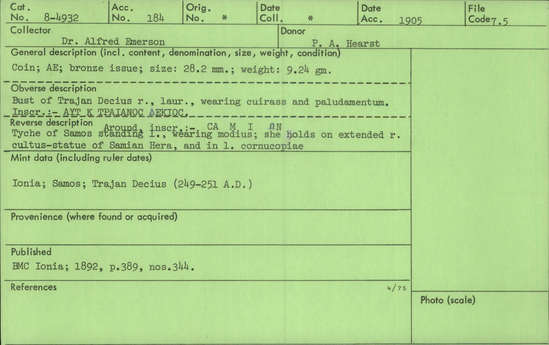 Cat. No. 8-4932 Acc. No. 184 Orig. No. * Date Coll. * Date Acc. 1905 File Code 7.5
Collector Dr. Alfred Emerson Donor P. A. Hearst
General description (incl. content, denomination, size, weight, condition)
Coin; AE; bronze issue; size: 28.2 mm.; weight: 9.24 gm.
Obverse description
Bust of Trajan Decius r., laur., wearing cuirass and paludamentum.
Inscr.:- ΑΥΤ Κ ΤΡΑΙΑΝΟC ΔΕΚΙΟC.
Reverse description Around, inscr.:- CA M I ΩN
Tyche of Samos standing l., wearing modius; she holds on extended r.
cultus-statue of Samian Hera, and in l. cornucopiae
Mint data (including ruler dates)
Ionia; Samos; Trajan Decius (249-251 A.D.)
Provenience (where found or acquired)
Published
BMC Ionia; 1892, p.389, nos.344.
References 4/75
Photo (scale)